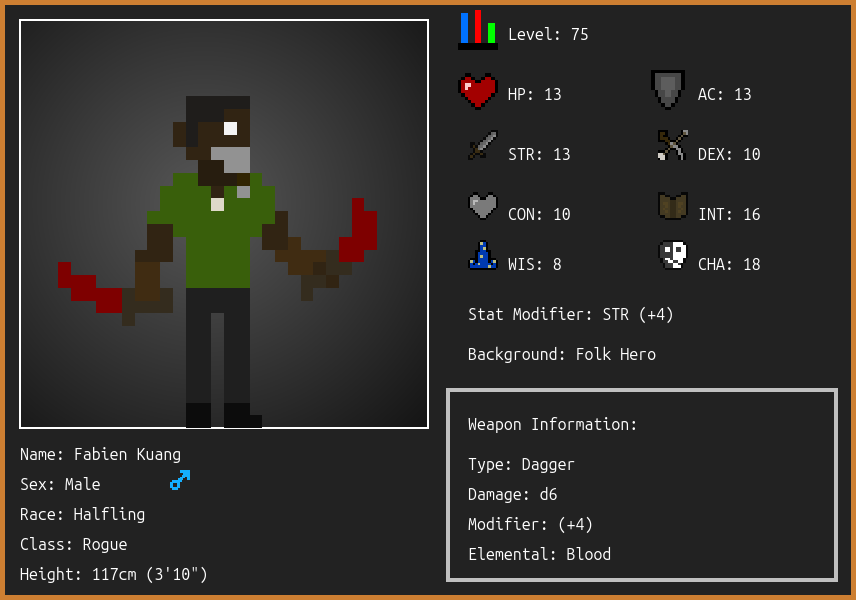 Level: 75
HP: 13
AC: 13
STR: 13
DEX: 10
CON: 10
INT: 16
WIS: 8
CHA: 18
Stat Modifier: STR (+4)
Background: Folk Hero
Weapon Information:
Type: Dagger
Damage: d6
Modifier: (+4)
Elemental: Blood
Name: Fabien Kuang
Sex: Male
Race: Halfling
Class: Rogue
Height: 117cm (3'10")